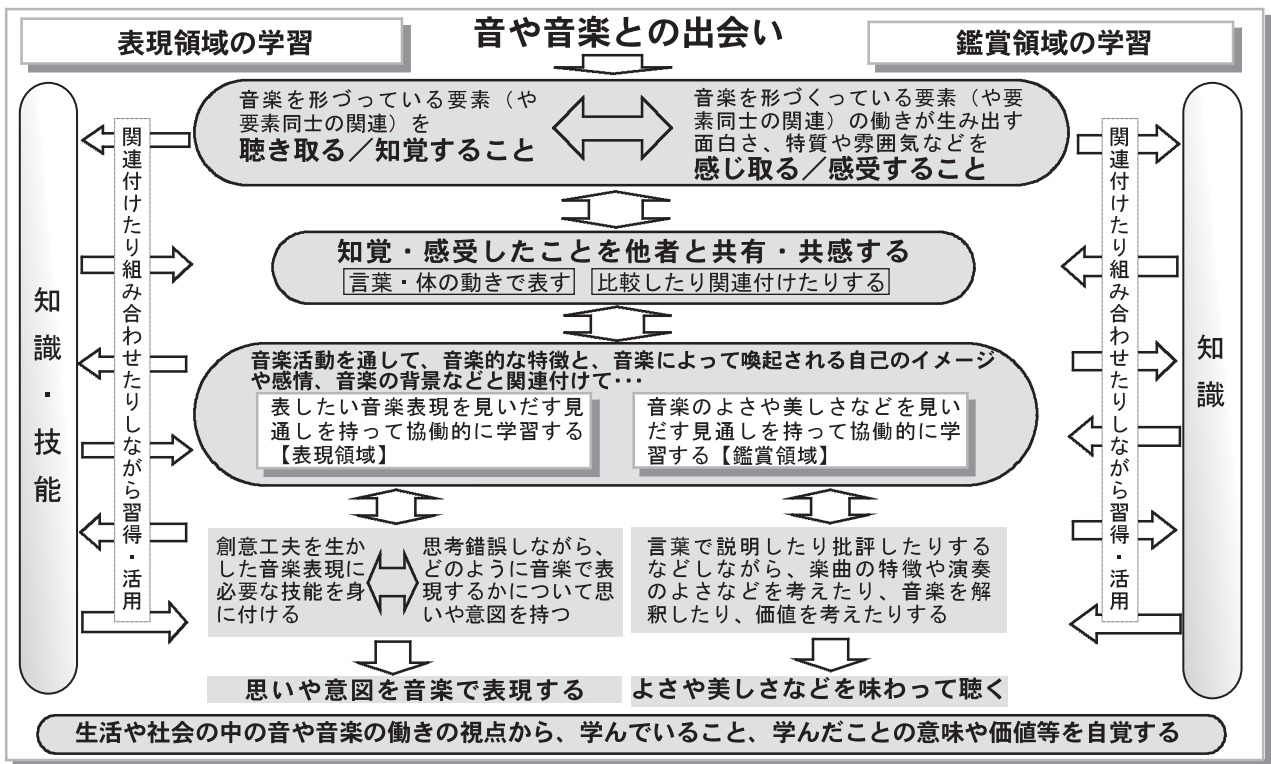 表現領域の学習
音や音楽との出会い
鑑賞領域の学習
音楽を形づっている要素（や
要素同士の関連）を
聴き取る／知覚すること
音楽を形づくっている要素（や要
素同士の関連）の働きが生み出す
面白さ、特質や雰囲気などを
感じ取る／感受すること
知覚・感受したことを他者と共有・共感する
言葉・体の動きで表す
比較したり関連付けたりする
音楽活動を通して、音楽的な特徴と、音楽によって喚起される自己のイメージ
や感情、音楽の背景などと関連付けて･･･
表したい音楽表現を見いだす見
通しを持って協働的に学習する
【表現領域】
音楽のよさや美しさなどを見い
だす見通しを持って協働的に学
習する【鑑賞領域】
創意工夫を生か
した音楽表現に
必要な技能を身
に付ける
思考錯誤しながら、
どのように音楽で表
現するかについて思
いや意図を持つ
言葉で説明したり批評したりする
などしながら、楽曲の特徴や演奏
のよさなどを考えたり、音楽を解
釈したり、価値を考えたりする
思いや意図を音楽で表現する
よさや美しさなどを味わって聴く
知識・技能
関連付けたり組み合わせたりしながら習得・活用
関連付けたり組み合わせたりしながら習得・活用
知識
生活や社会の中の音や音楽の働きの視点から、学んでいること、学んだことの意味や価値等を自覚する